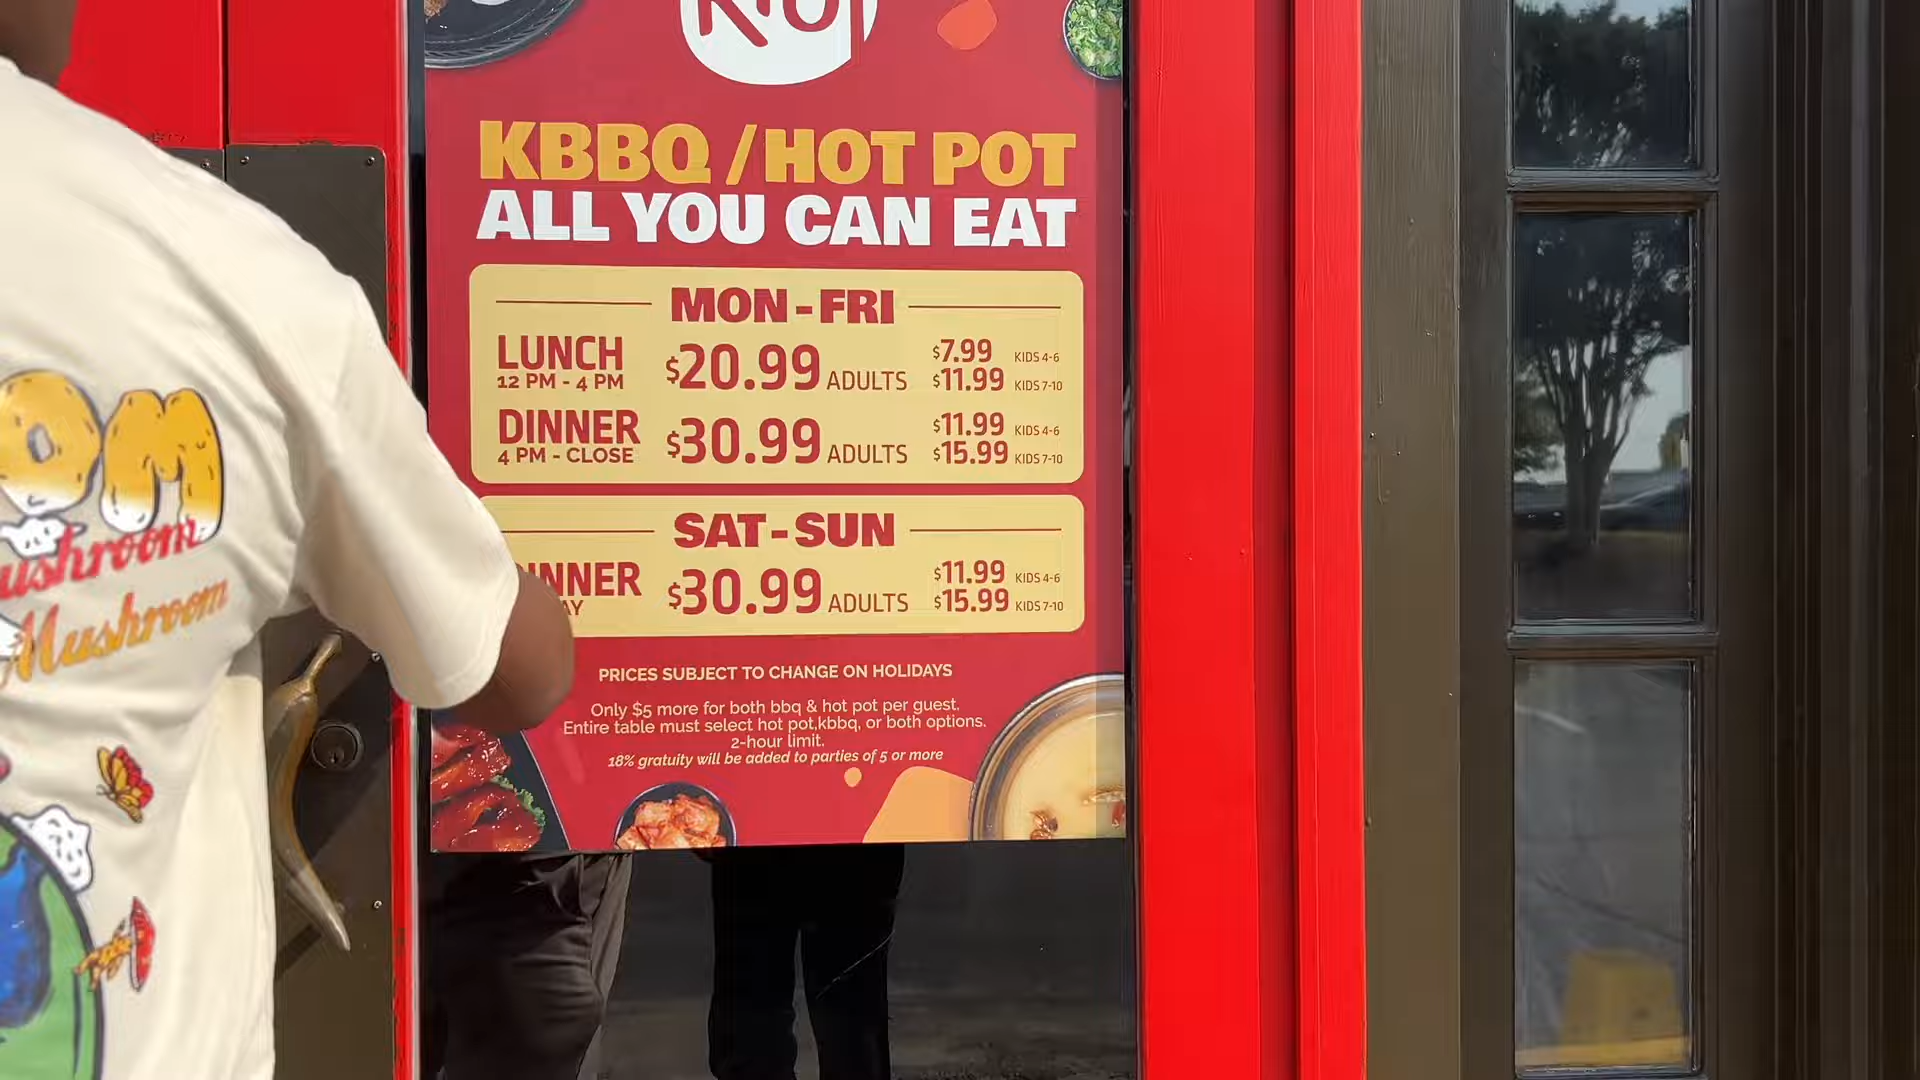 KBBQ / HOT POT
ALL YOU CAN EAT
MON - FRI
LUNCH
12 PM - 4 PM
$20.99 ADULTS
$7.99 KIDS 4-6
$11.99 KIDS 7-10
DINNER
4 PM - CLOSE
$30.99 ADULTS
$11.99 KIDS 4-6
$15.99 KIDS 7-10
SAT - SUN
$30.99 ADULTS
$11.99 KIDS 4-6
$15.99 KIDS 7-10
PRICES SUBJECT TO CHANGE ON HOLIDAYS
Only $5 more for both bbq & hot pot per guest.
Entire table must select hot pot,kbbq, or both options.
2-hour limit.
18% gratuity will be added to parties of 5 or more
Mushroom